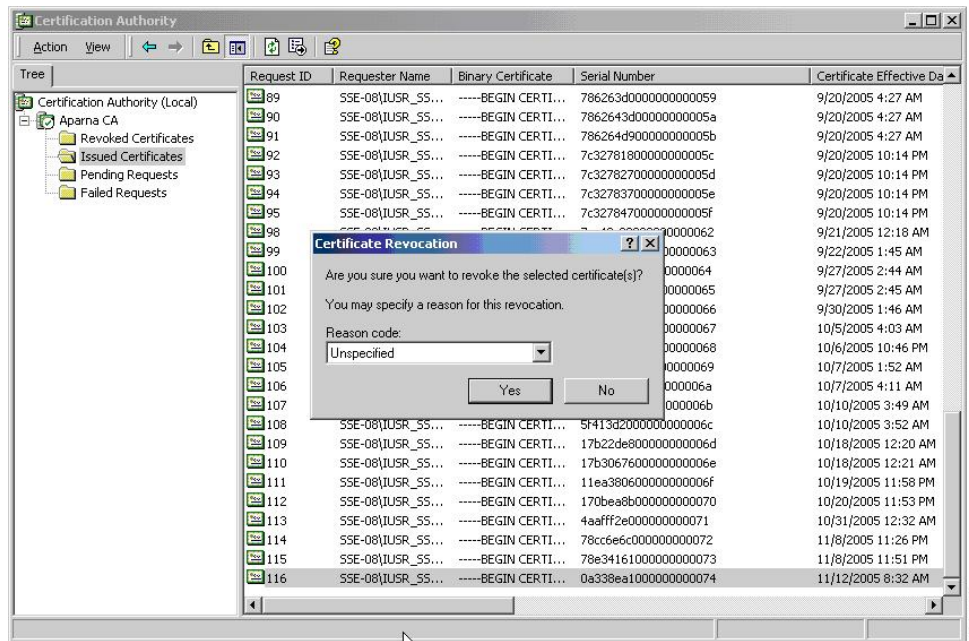 Certification Authority
Action View
Tree
Request ID Requester Name Binary Certificate Serial Number Certificate Effective Da
Certification Authority (Local)
Aparna CA
Revoked Certificates
Issued Certificates
Pending Requests
Failed Requests
89 SSE-08\IUSR_SS... -----BEGIN CERTI... 786263d0000000000059 9/20/2005 4:27 AM
90 SSE-08\IUSR_SS... -----BEGIN CERTI... 7862643d00000000005a 9/20/2005 4:27 AM
91 SSE-08\IUSR_SS... -----BEGIN CERTI... 786264d900000000005b 9/20/2005 4:27 AM
92 SSE-08\IUSR_SS... -----BEGIN CERTI... 7c32781800000000005c 9/20/2005 10:14 PM
93 SSE-08\IUSR_SS... -----BEGIN CERTI... 7c32782700000000005d 9/20/2005 10:14 PM
94 SSE-08\IUSR_SS... -----BEGIN CERTI... 7c32783700000000005e 9/20/2005 10:14 PM
95 SSE-08\IUSR_SS... -----BEGIN CERTI... 7c32784700000000005f 9/20/2005 10:14 PM
98 9/21/2005 12:18 AM
99 9/22/2005 1:45 AM
100 9/27/2005 2:44 AM
101 9/27/2005 2:45 AM
102 9/30/2005 1:46 AM
103 10/5/2005 4:03 AM
104 10/6/2005 10:46 PM
105 10/7/2005 1:52 AM
106 10/7/2005 4:11 AM
107 10/10/2005 3:49 AM
108 SSE-08\IUSR_SS... -----BEGIN CERTI... 5f413d2000000000006c 10/10/2005 3:52 AM
109 SSE-08\IUSR_SS... -----BEGIN CERTI... 17b22de800000000006d 10/18/2005 12:20 AM
110 SSE-08\IUSR_SS... -----BEGIN CERTI... 17b3067600000000006e 10/18/2005 12:21 AM
111 SSE-08\IUSR_SS... -----BEGIN CERTI... 11ea380600000000006f 10/19/2005 11:58 PM
112 SSE-08\IUSR_SS... -----BEGIN CERTI... 170bea8b000000000070 10/20/2005 11:53 PM
113 SSE-08\IUSR_SS... -----BEGIN CERTI... 4aafff2e000000000071 10/31/2005 12:32 AM
114 SSE-08\IUSR_SS... -----BEGIN CERTI... 78cc6e6c000000000072 11/8/2005 11:26 PM
115 SSE-08\IUSR_SS... -----BEGIN CERTI... 78e34161000000000073 11/8/2005 11:51 PM
116 SSE-08\IUSR_SS... -----BEGIN CERTI... 0a338ea1000000000074 11/12/2005 8:32 AM
Certificate Revocation
Are you sure you want to revoke the selected certificate(s)?
You may specify a reason for this revocation.
Reason code:
Unspecified
Yes No